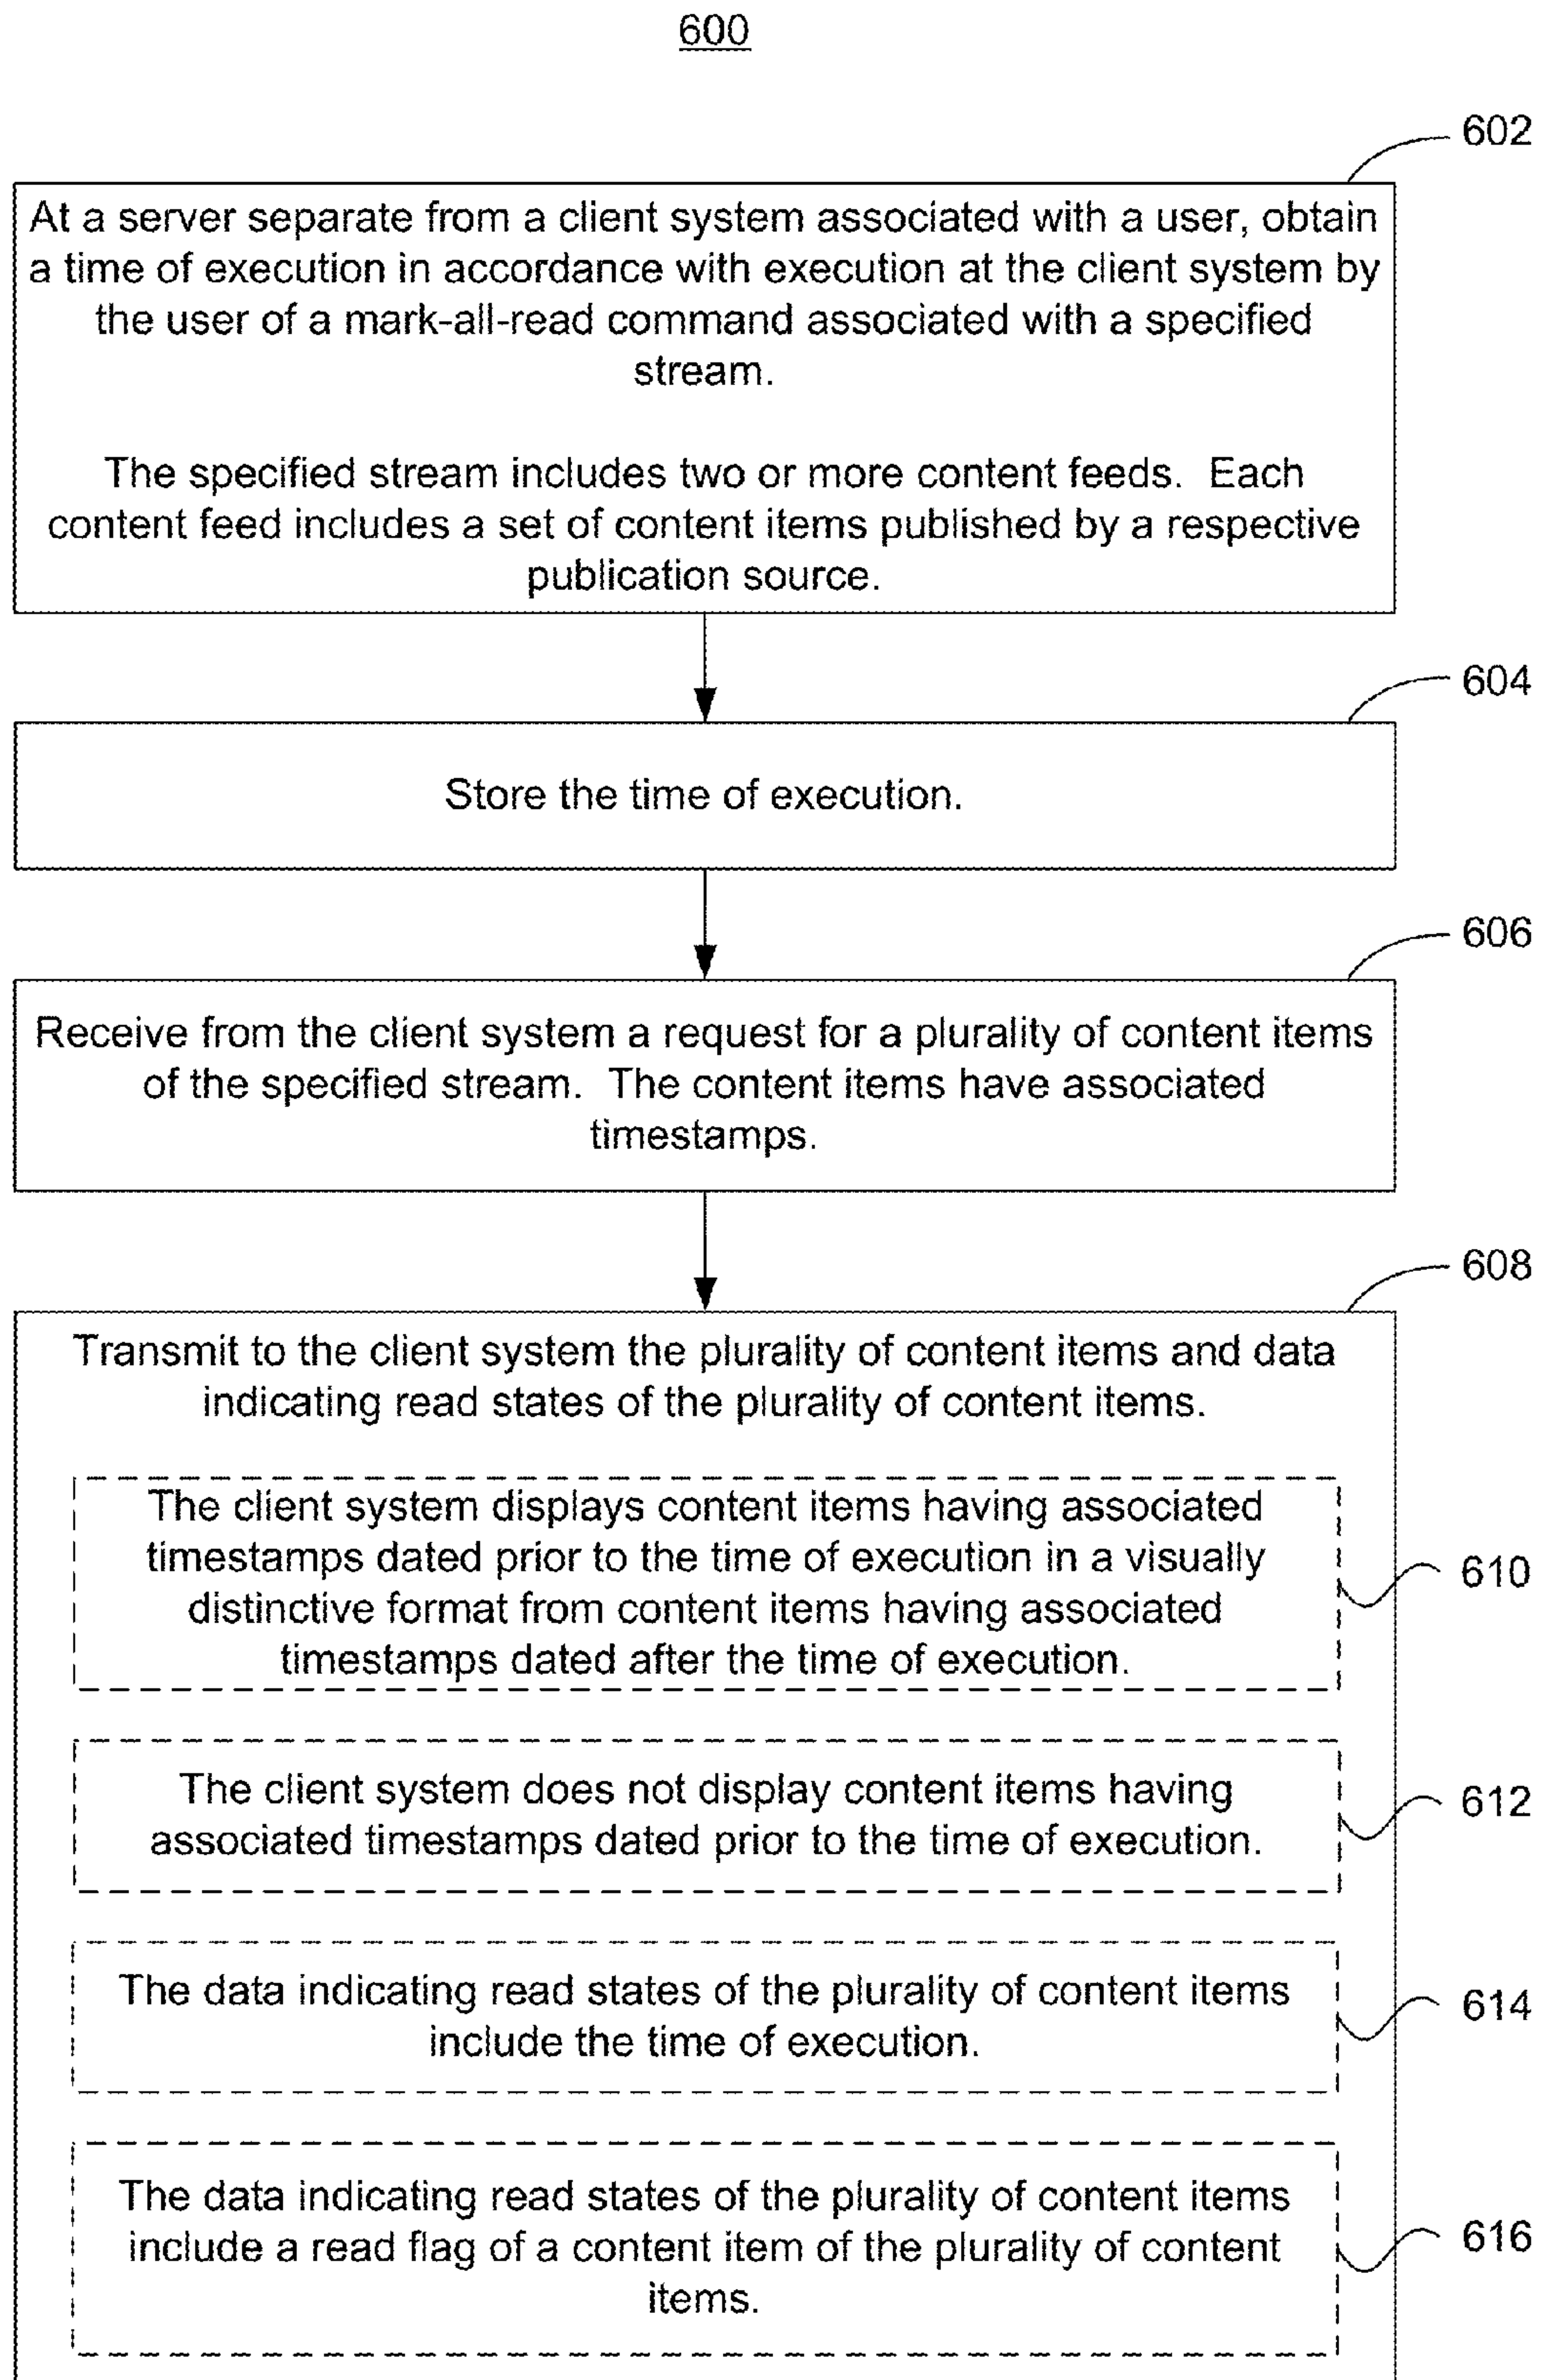 600
602
At a server separate from a client system associated with a user, obtain
a time of execution in accordance with execution at the client system by
the user of a mark-all-read command associated with a specified
stream.
The specified stream includes two or more content feeds. Each
content feed includes a set of content items published by a respective
publication source.
604
Store the time of execution.
606
Receive from the client system a request for a plurality of content items
of the specified stream. The content items have associated
timestamps.
608
Transmit to the client system the plurality of content items and data
indicating read states of the plurality of content items.
The client system displays content items having associated
timestamps dated prior to the time of execution in a visually
distinctive format from content items having associated
timestamps dated after the time of execution.
610
The client system does not display content items having
associated timestamps dated prior to the time of execution.
612
The data indicating read states of the plurality of content items
include the time of execution.
614
The data indicating read states of the plurality of content items
include a read flag of a content item of the plurality of content
items.
616